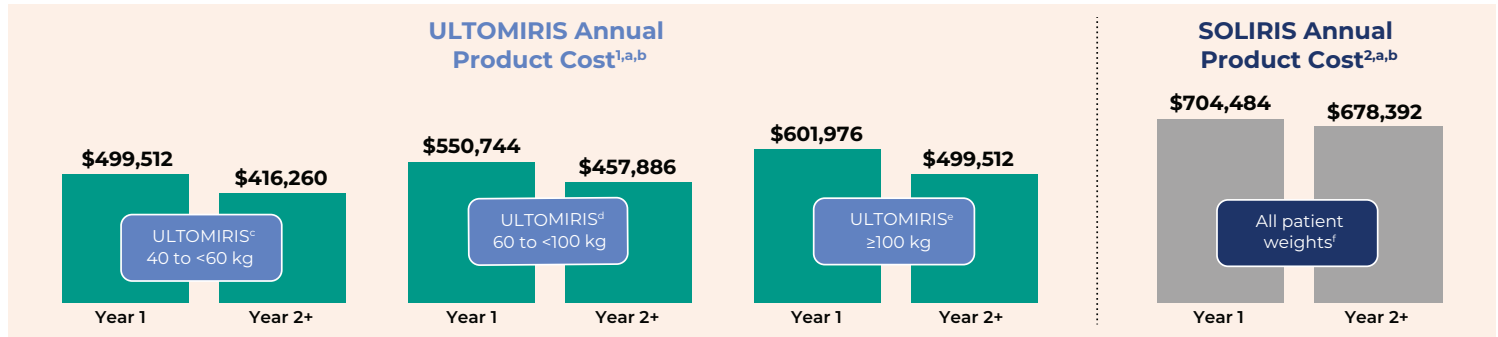 ULTOMIRIS Annual
Product Cost1,a,b
$499,512
$416,260
ULTOMIRISc
40 to <60 kg
Year 1
Year 2+
$550,744
$457,886
ULTOMIRISd
60 to <100 kg
Year 1
Year 2+
$601,976
$499,512
ULTOMIRISe
≥100 kg
Year 1
Year 2+
SOLIRIS Annual
Product Cost2,a,b
$704,484
$678,392
All patient
weightsf
Year 1
Year 2+